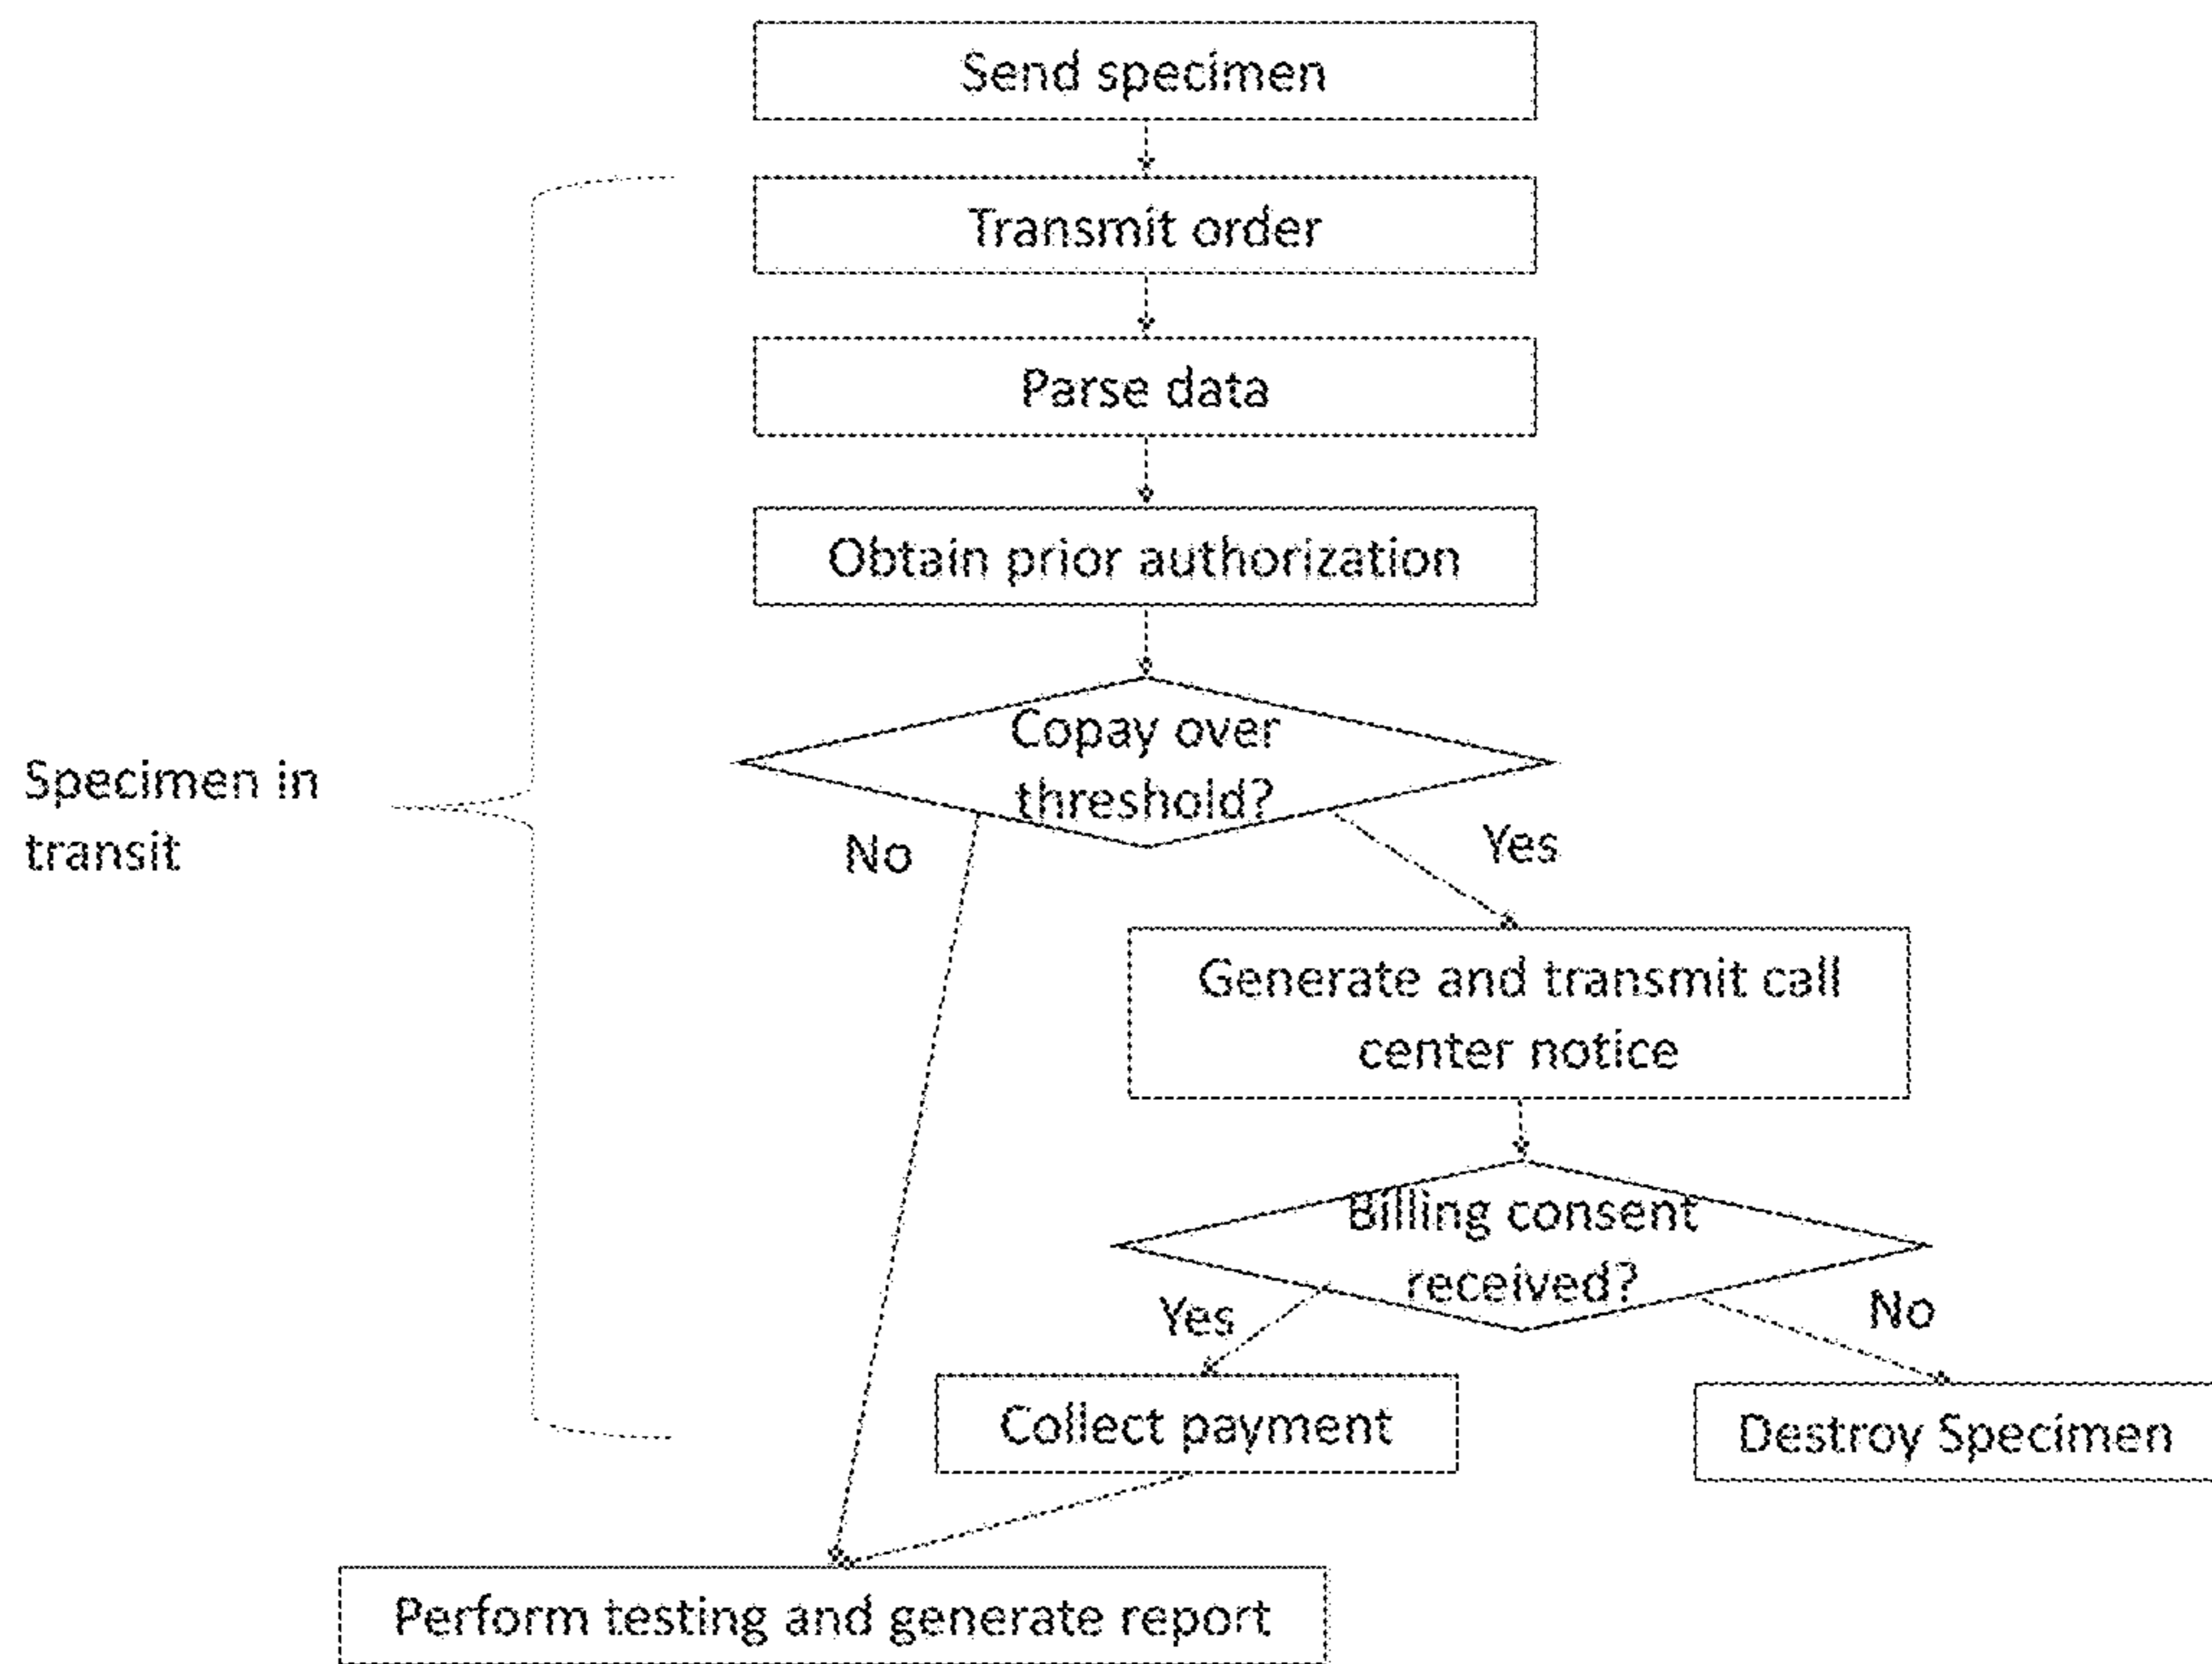 Send specimen
Transmit order
Parse data
Obtain prior authorization
Copay over
threshold?
Specimen in
transit
No
Yes
Generate and transmit call
center notice
Billing consent
received?
Yes
No
Collect payment
Destroy Specimen
Perform testing and generate report